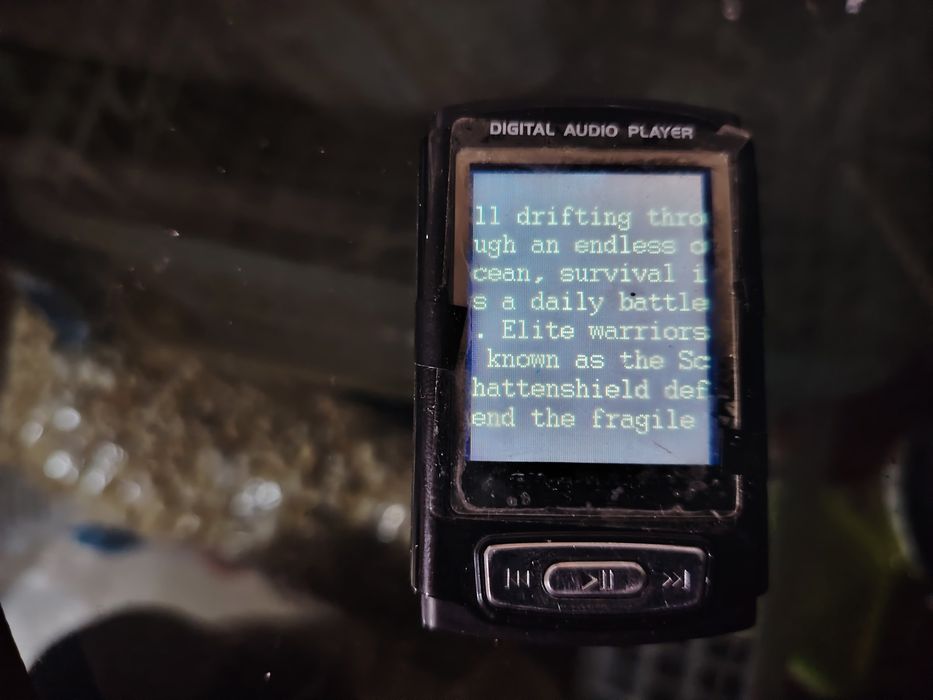 DIGITAL AUDIO PLAYER
ll drifting thro
ugh an endless o
cean, survival i
s a daily battle
. Elite warriors
known as the Sc
hattenshield def
end the fragile